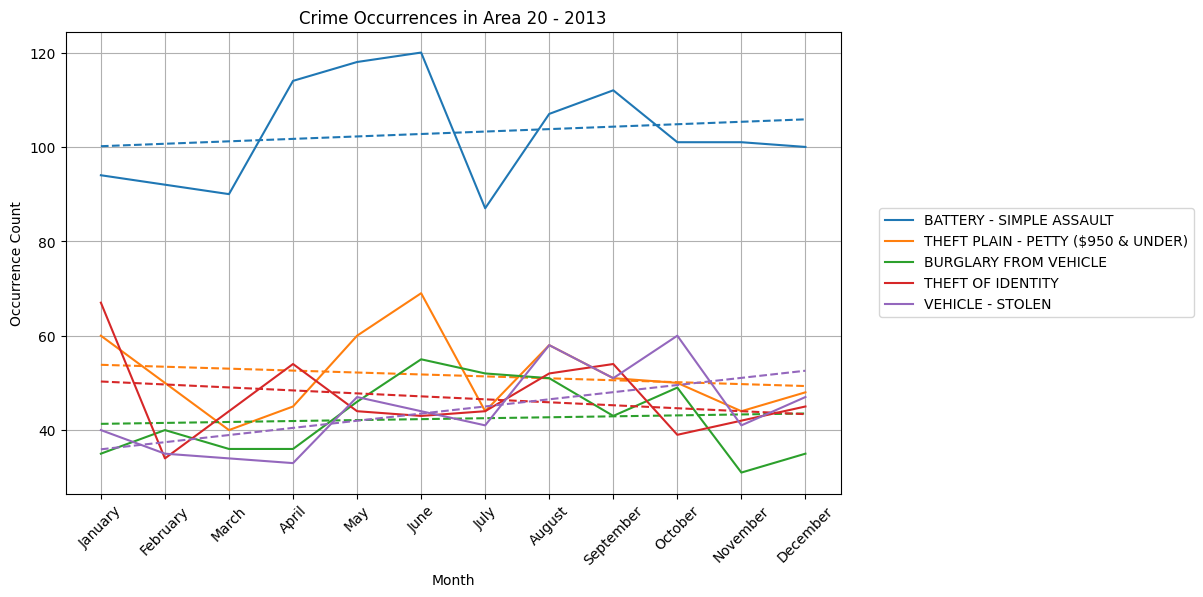 Crime Occurrences in Area 20 - 2013
Occurrence Count
120
100
80
60
40
January
February
March
April
May
June
July
August
September
October
November
December
Month
BATTERY - SIMPLE ASSAULT
THEFT PLAIN - PETTY ($950 & UNDER)
BURGLARY FROM VEHICLE
THEFT OF IDENTITY
VEHICLE - STOLEN